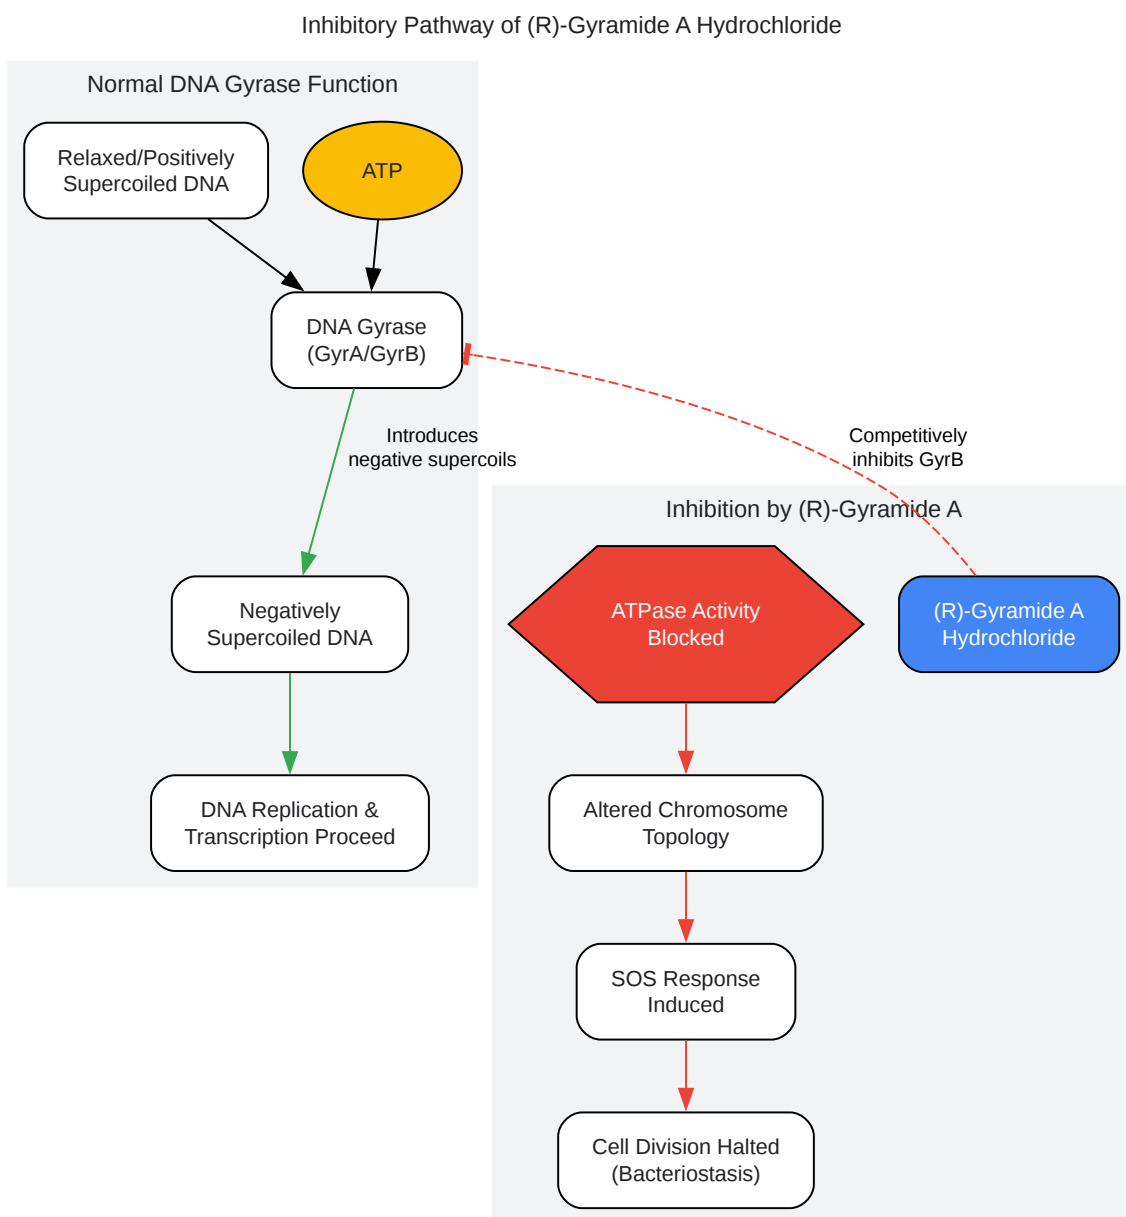 Inhibitory Pathway of (R)-Gyramide A Hydrochloride
Normal DNA Gyrase Function
Relaxed/Positively
Supercoiled DNA
ATP
DNA Gyrase
(GyrA/GyrB)
Introduces
negative supercoils
Competitively
inhibits GyrB
Negatively
Supercoiled DNA
DNA Replication &
Transcription Proceed
Inhibition by (R)-Gyramide A
ATPase Activity
Blocked
(R)-Gyramide A
Hydrochloride
Altered Chromosome
Topology
SOS Response
Induced
Cell Division Halted
(Bacteriostasis)